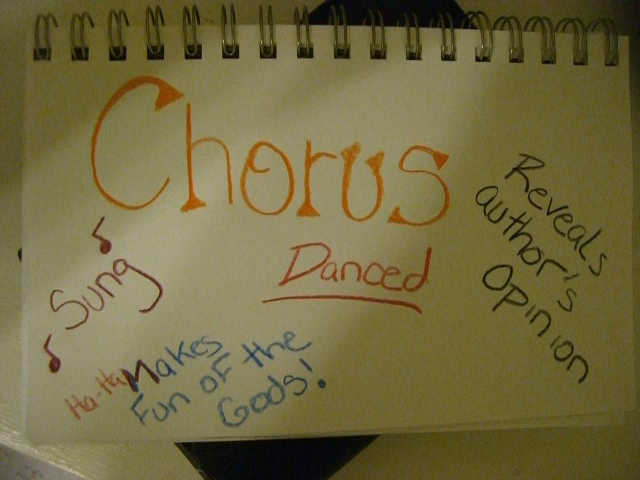 Chorus
Danced
Sung
Reveals
author's
Opinion
Ha-Ha Makes
Fun of the
Gods!